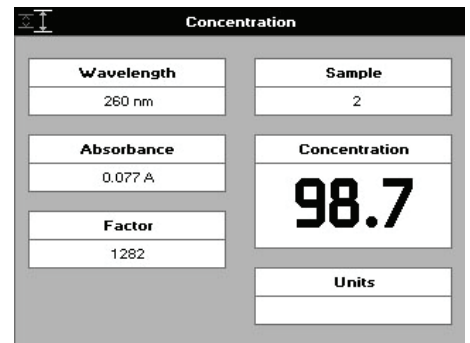 Concentration
Wavelength
260 nm
Absorbance
0.077 A
Factor
1282
Sample
2
Concentration
98.7
Units